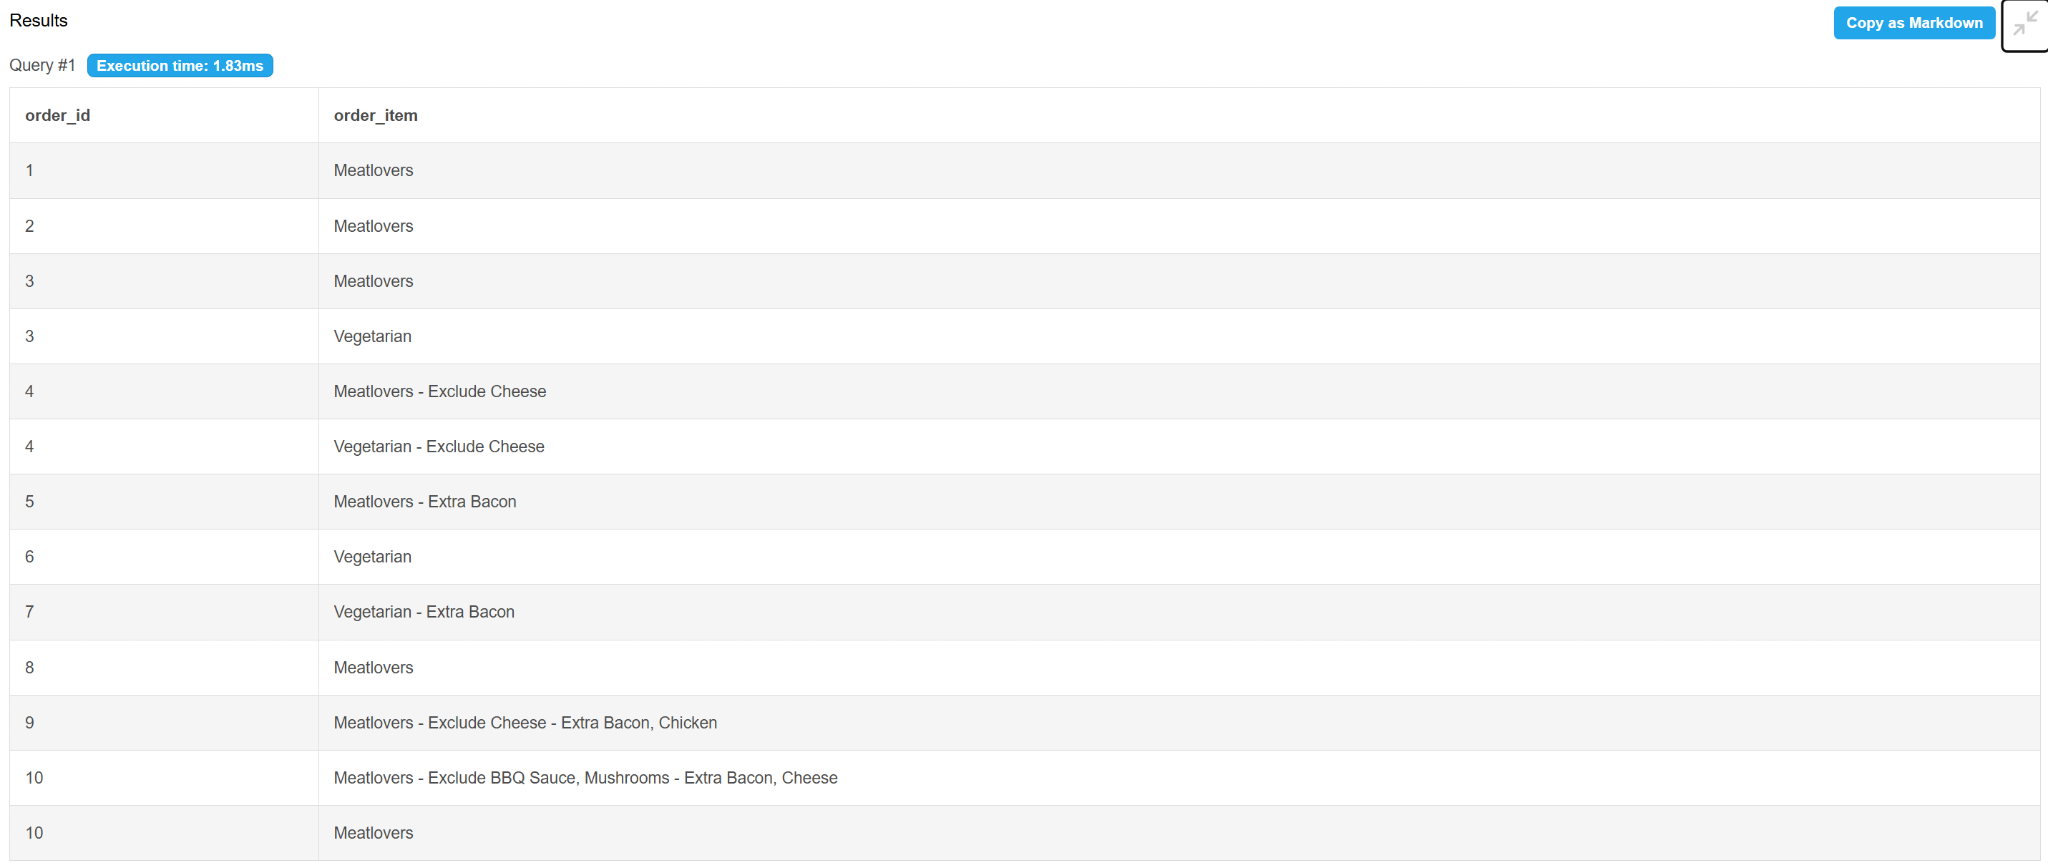 Results
Copy as Markdown
Query #1 Execution time: 1.83ms
order_id order_item
1 Meatlovers
2 Meatlovers
3 Meatlovers
3 Vegetarian
4 Meatlovers - Exclude Cheese
4 Vegetarian - Exclude Cheese
5 Meatlovers - Extra Bacon
6 Vegetarian
7 Vegetarian - Extra Bacon
8 Meatlovers
9 Meatlovers - Exclude Cheese - Extra Bacon, Chicken
10 Meatlovers - Exclude BBQ Sauce, Mushrooms - Extra Bacon, Cheese
10 Meatlovers